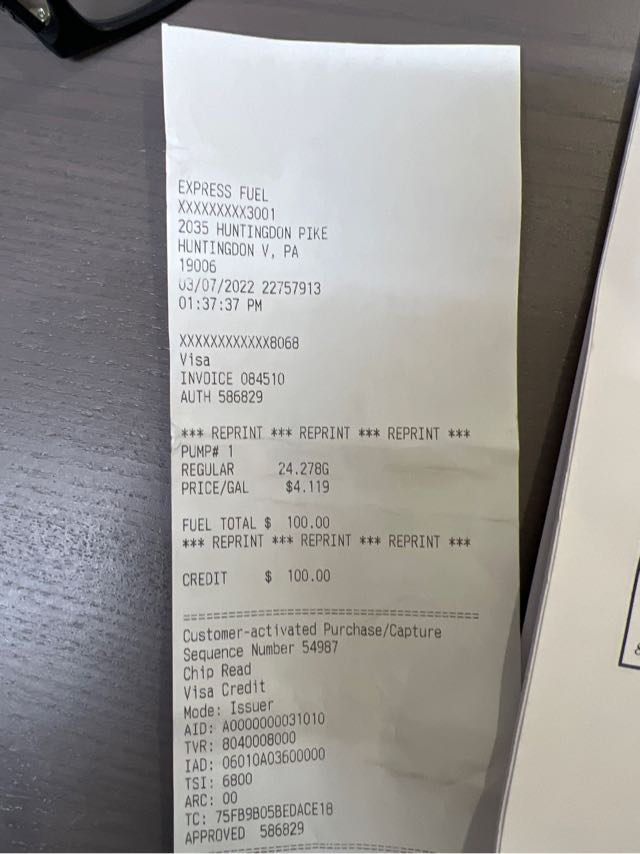 EXPRESS FUEL
XXXXXXXXX3001
2035 HUNTINGDON PIKE
HUNTINGDON V, PA
19006
03/07/2022 22757913
01:37:37 PM
XXXXXXXXXXXX8068
Visa
INVOICE 084510
AUTH 586829
*** REPRINT *** REPRINT *** REPRINT ***
PUMP# 1
REGULAR 24.278G
PRICE/GAL $4.119
FUEL TOTAL $ 100.00
*** REPRINT *** REPRINT *** REPRINT ***
CREDIT $ 100.00
=======================================
Customer-activated Purchase/Capture
Sequence Number 54987
Chip Read
Visa Credit
Mode: Issuer
AID: A0000000031010
TVR: 8040008000
IAD: 06010A03600000
TSI: 6800
ARC: 00
TC: 75FB9B05BEDACE18
APPROVED 586829